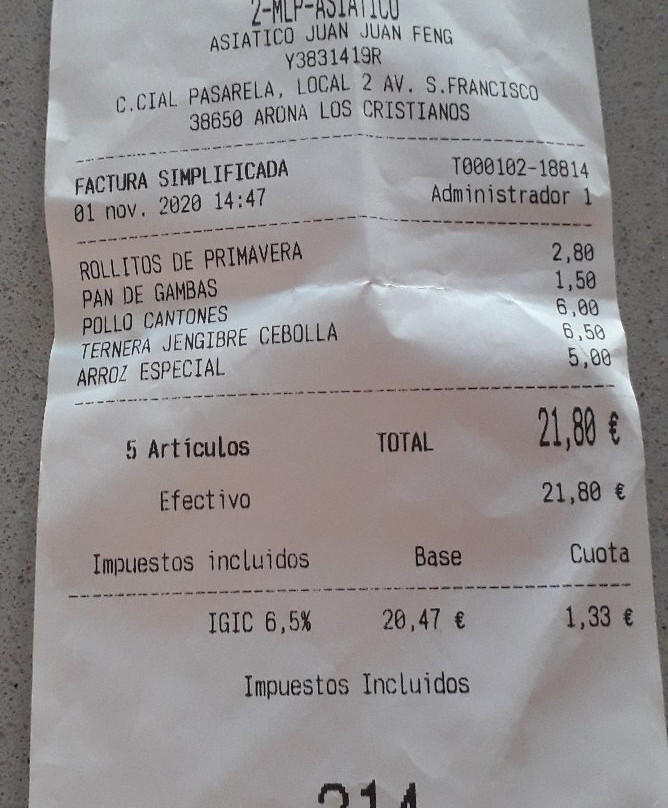 2-MLP-ASIATICO
ASIATICO JUAN JUAN FENG
Y3831419R
C.CIAL PASARELA, LOCAL 2 AV. S.FRANCISCO
38650 ARONA LOS CRISTIANOS
FACTURA SIMPLIFICADA T000102-18814
01 nov. 2020 14:47 Administrador 1
ROLLITOS DE PRIMAVERA 2,80
PAN DE GAMBAS 1,50
POLLO CANTONES 6,00
TERNERA JENGIBRE CEBOLLA 6,50
ARROZ ESPECIAL 5,00
5 Artículos TOTAL 21,80 €
Efectivo 21,80 €
Impuestos incluidos Base Cuota
IGIC 6,5% 20,47 € 1,33 €
Impuestos Incluidos
214